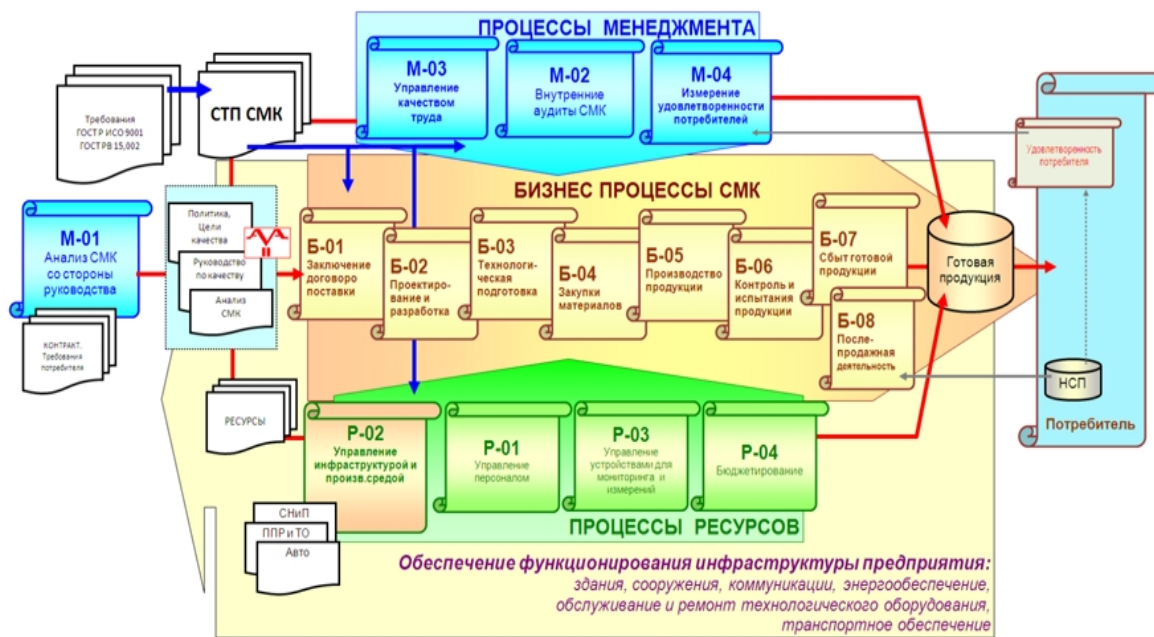 ПРОЦЕССЫ МЕНЕДЖМЕНТА
М-03
Управление
качеством
труда
М-02
Внутренние
аудиты СМК
М-04
Измерение
удовлетворенности
потребителей
Требования
ГОСТ Р ИСО 9001
ГОСТ РВ 15,002
СТП СМК
Удовлетворенность
потребителя
М-01
Анализ СМК
со стороны
руководства
КОНТРАКТ.
Требования
потребителя
Политика,
Цели
качества
Руководство
по качеству
Анализ
СМК
БИЗНЕС ПРОЦЕССЫ СМК
Б-01
Заключение
договоро
поставки
Б-02
Проектиро-
вание и
разработка
Б-03
Технологи-
ческая
подготовка
Б-04
Закупки
материалов
Б-05
Производство
продукции
Б-06
Контроль и
испытания
продукции
Б-07
Сбыт готовой
продукции
Б-08
После-
продажная
деятельность
Готовая
продукция
НСП
Потребитель
РЕСУРСЫ
Р-02
Управление
инфраструктурой и
произв.средой
Р-01
Управление
персоналом
Р-03
Управление
устройствами для
мониторинга и
измерений
Р-04
Бюджетирование
ПРОЦЕССЫ РЕСУРСОВ
СНиП
ППР и ТО
Авто
Обеспечение функционирования инфраструктуры предприятия:
здания, сооружения, коммуникации, энергообеспечение,
обслуживание и ремонт технологического оборудования,
транспортное обеспечение